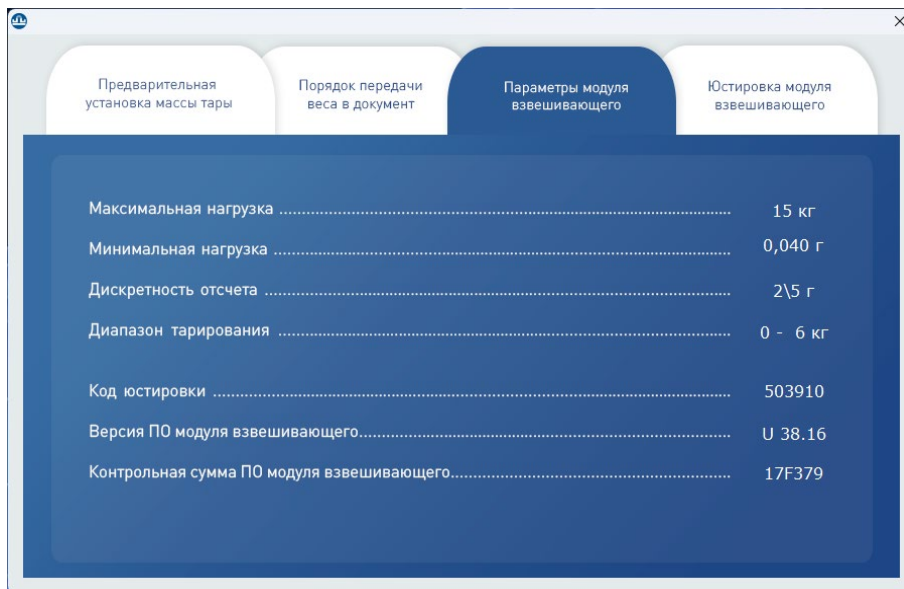 Предварительная
установка массы тары
Порядок передачи
веса в документ
Параметры модуля
взвешивающего
Юстировка модуля
взвешивающего
Максимальная нагрузка 15 кг
Минимальная нагрузка 0,040 г
Дискретность отсчета 2\5 г
Диапазон тарирования 0 - 6 кг
Код юстировки 503910
Версия ПО модуля взвешивающего U 38.16
Контрольная сумма ПО модуля взвешивающего 17F379